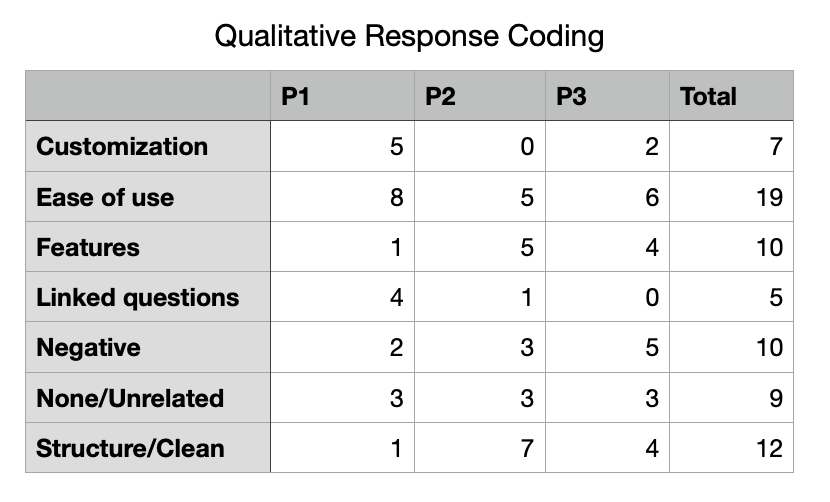 Qualitative Response Coding
P1 P2 P3 Total
Customization 5 0 2 7
Ease of use 8 5 6 19
Features 1 5 4 10
Linked questions 4 1 0 5
Negative 2 3 5 10
None/Unrelated 3 3 3 9
Structure/Clean 1 7 4 12